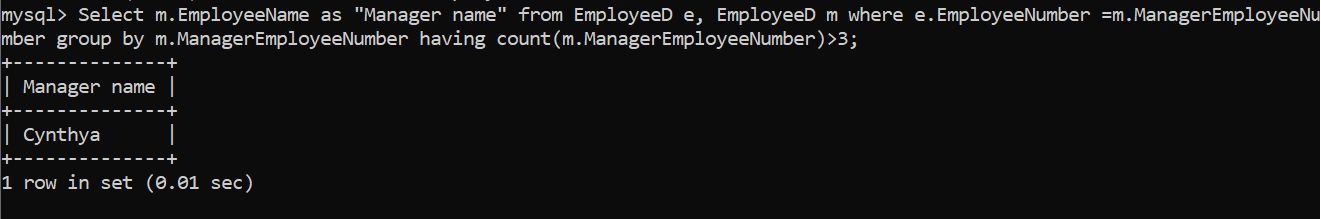 mysql> Select m.EmployeeName as "Manager name" from EmployeeD e, EmployeeD m where e.EmployeeNumber =m.ManagerEmployeeNu
mber group by m.ManagerEmployeeNumber having count(m.ManagerEmployeeNumber)>3;
+--------------+
| Manager name |
+--------------+
| Cynthya      |
+--------------+
1 row in set (0.01 sec)